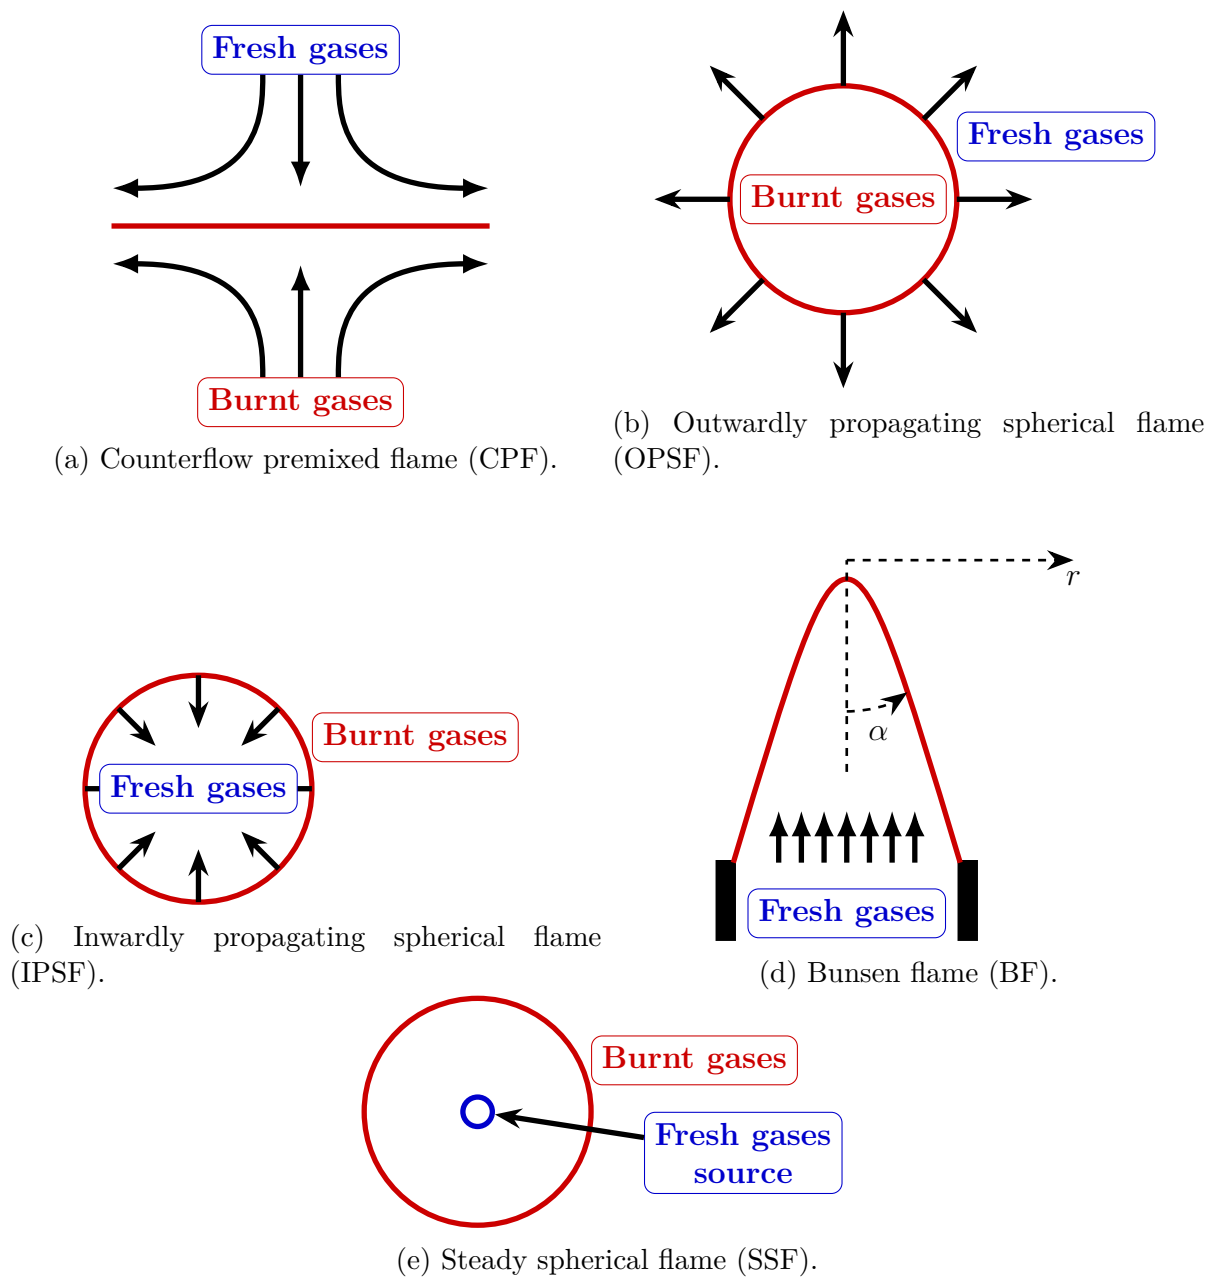 Fresh gases
Burnt gases
(a) Counterflow premixed flame (CPF).
Fresh gases
Burnt gases
(b) Outwardly propagating spherical flame
(OPSF).
Burnt gases
Fresh gases
(c) Inwardly propagating spherical flame
(IPSF).
r
α
Fresh gases
(d) Bunsen flame (BF).
Burnt gases
Fresh gases
source
(e) Steady spherical flame (SSF).